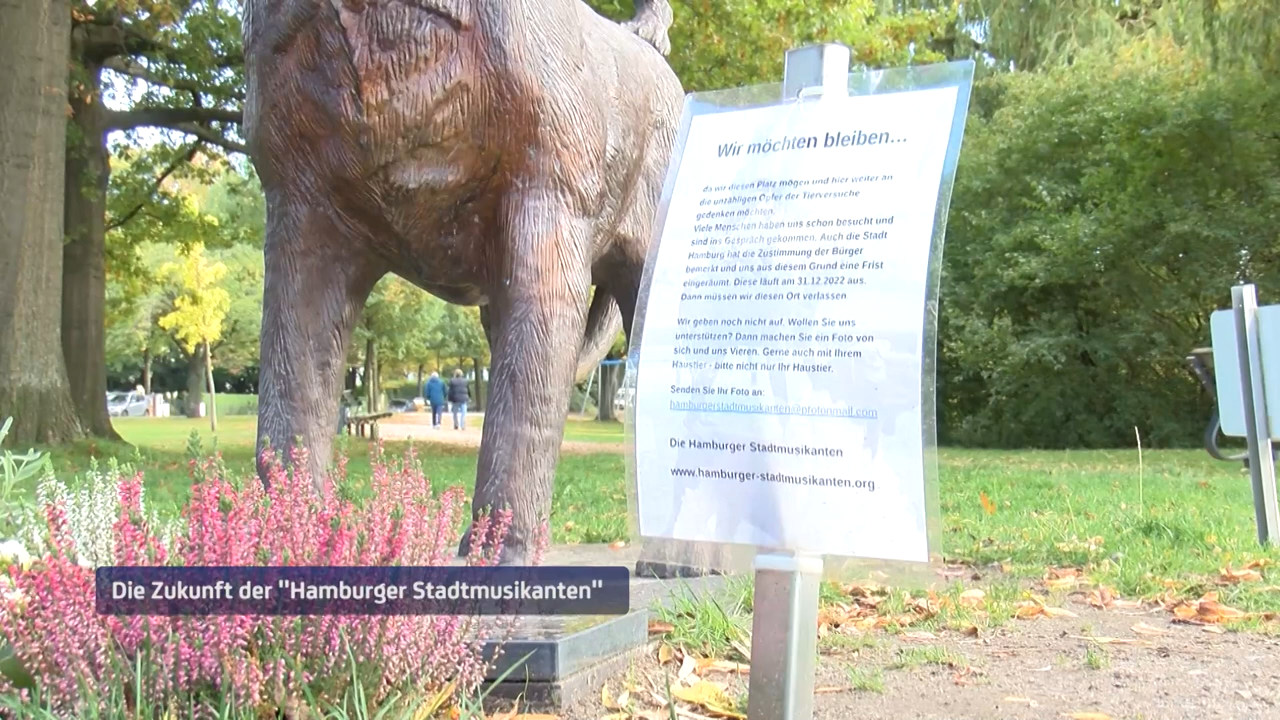 Wir möchten bleiben...
da wir diesen Platz mögen und hier weiter an
die unzähligen Opfer der Tierversuche
gedenken möchten.
Viele Menschen haben uns schon besucht und
sind ins Gespräch gekommen. Auch die Stadt
Hamburg hat die Zustimmung der Bürger
bemerkt und uns aus diesem Grund eine Frist
eingeräumt. Diese läuft am 31.12.2022 aus.
Dann müssen wir diesen Ort verlassen
Wir geben noch nicht auf. Wollen Sie uns
unterstützen? Dann machen Sie ein Foto von
sich und uns Vieren. Gerne auch mit Ihrem
Haustier - bitte nicht nur Ihr Haustier.
Senden Sie Ihr Foto an:
hamburgerstadtmusikanten@protonmail.com
Die Hamburger Stadtmusikanten
www.hamburger-stadtmusikanten.org
Die Zukunft der "Hamburger Stadtmusikanten"